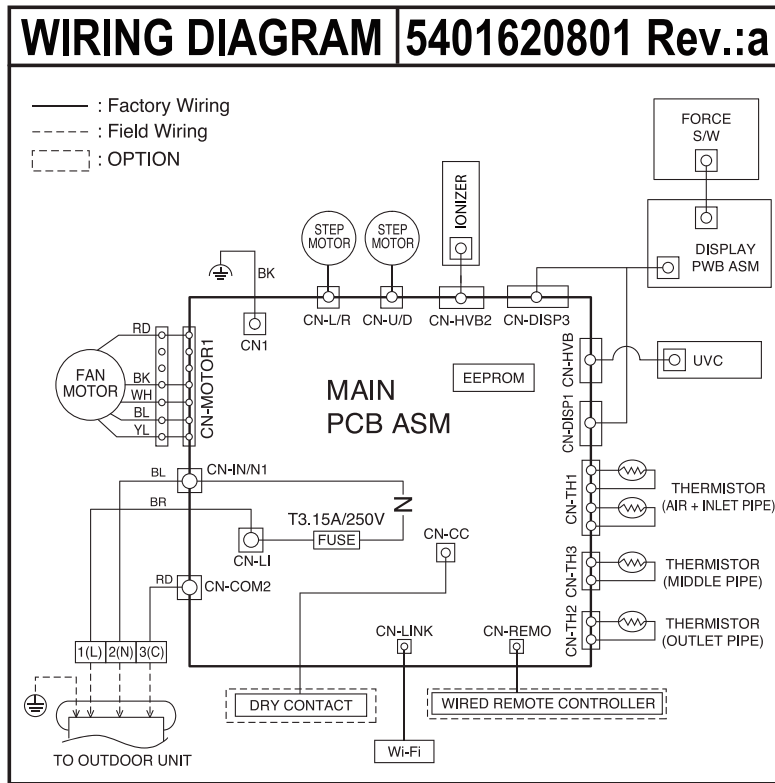 WIRING DIAGRAM 5401620801 Rev.:a
: Factory Wiring
: Field Wiring
: OPTION
FORCE
S/W
DISPLAY
PWB ASM
IONIZER
STEP
MOTOR
STEP
MOTOR
BK
CN1
CN-L/R
CN-U/D
CN-HVB2
CN-DISP3
CN-HVB
UVC
CN-DISP1
RD
FAN
MOTOR
BK
WH
BL
YL
CN-MOTOR1
MAIN
PCB ASM
EEPROM
BL
CN-IN/N1
BR
T3.15A/250V
FUSE
N
CN-LI
CN-CC
RD
CN-COM2
CN-TH1
THERMISTOR
(AIR + INLET PIPE)
CN-TH3
THERMISTOR
(MIDDLE PIPE)
CN-TH2
THERMISTOR
(OUTLET PIPE)
CN-LINK
CN-REMO
1(L) 2(N) 3(C)
DRY CONTACT
WIRED REMOTE CONTROLLER
Wi-Fi
TO OUTDOOR UNIT